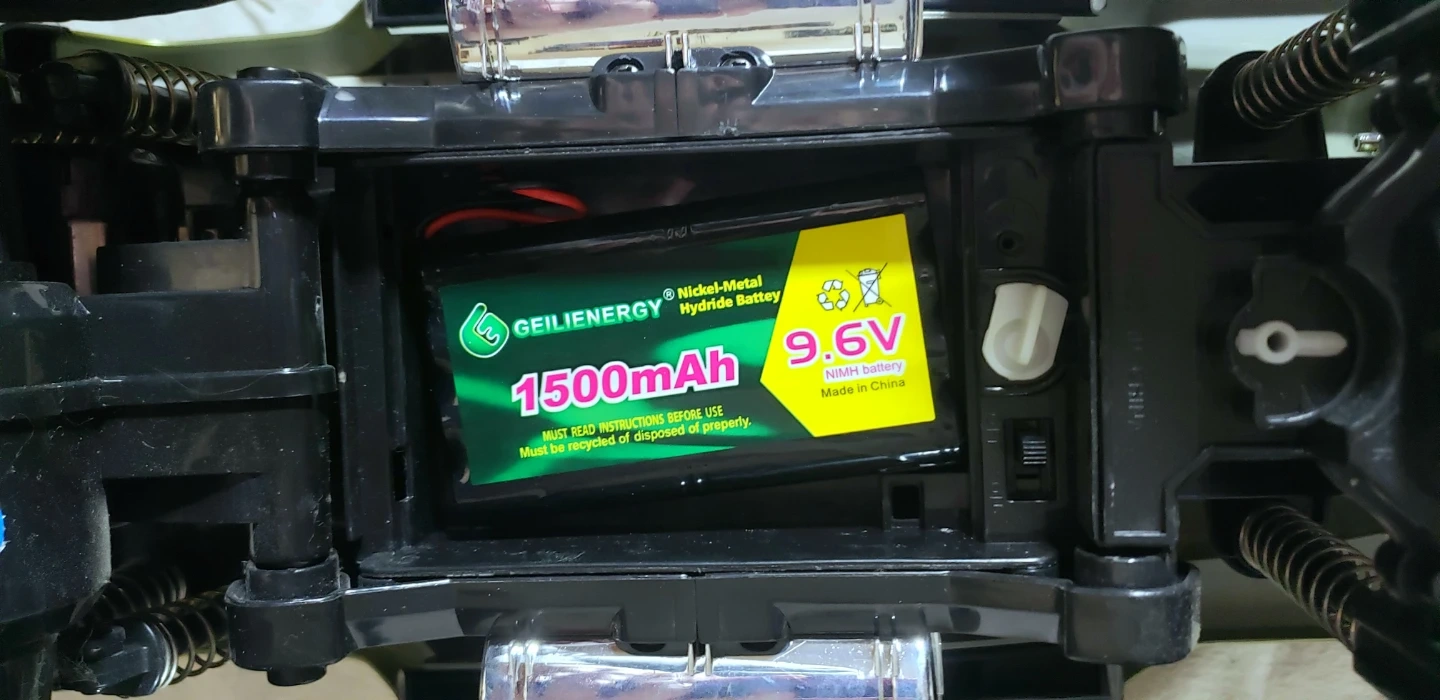 GEILIENERGY®
Nickel-Metal
Hydride Battey
1500mAh
MUST READ INSTRUCTIONS BEFORE USE
Must be recycled of disposed of preperly.
9.6V
NIMH battery
Made in China